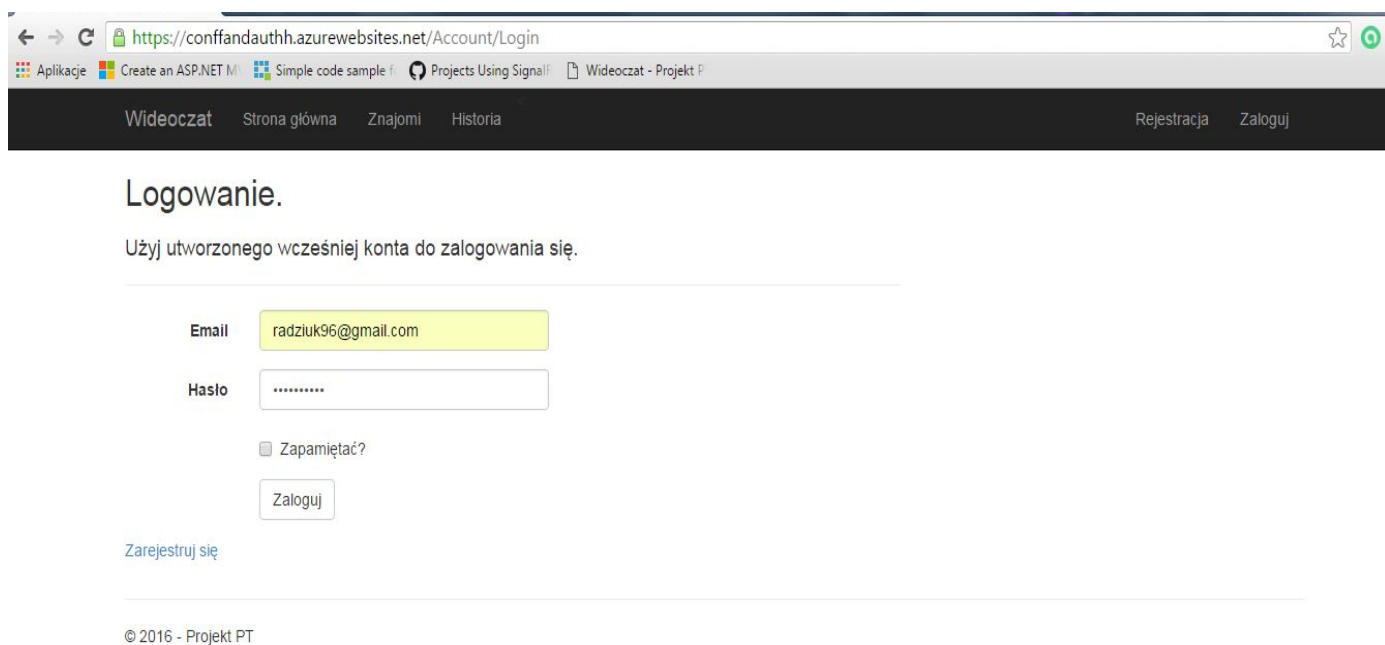 https://conffandauthh.azurewebsites.net/Account/Login
Aplikacje Create an ASP.NET M Simple code sample f Projects Using Signal Wideoczat - Projekt P
Wideoczat Strona główna Znajomi Historia Rejestracja Zaloguj
Logowanie.
Użyj utworzonego wcześniej konta do zalogowania się.
Email radziuk96@gmail.com
Hasło ••••••••••
Zapamiętać?
Zaloguj
Zarejestruj się
© 2016 - Projekt PT